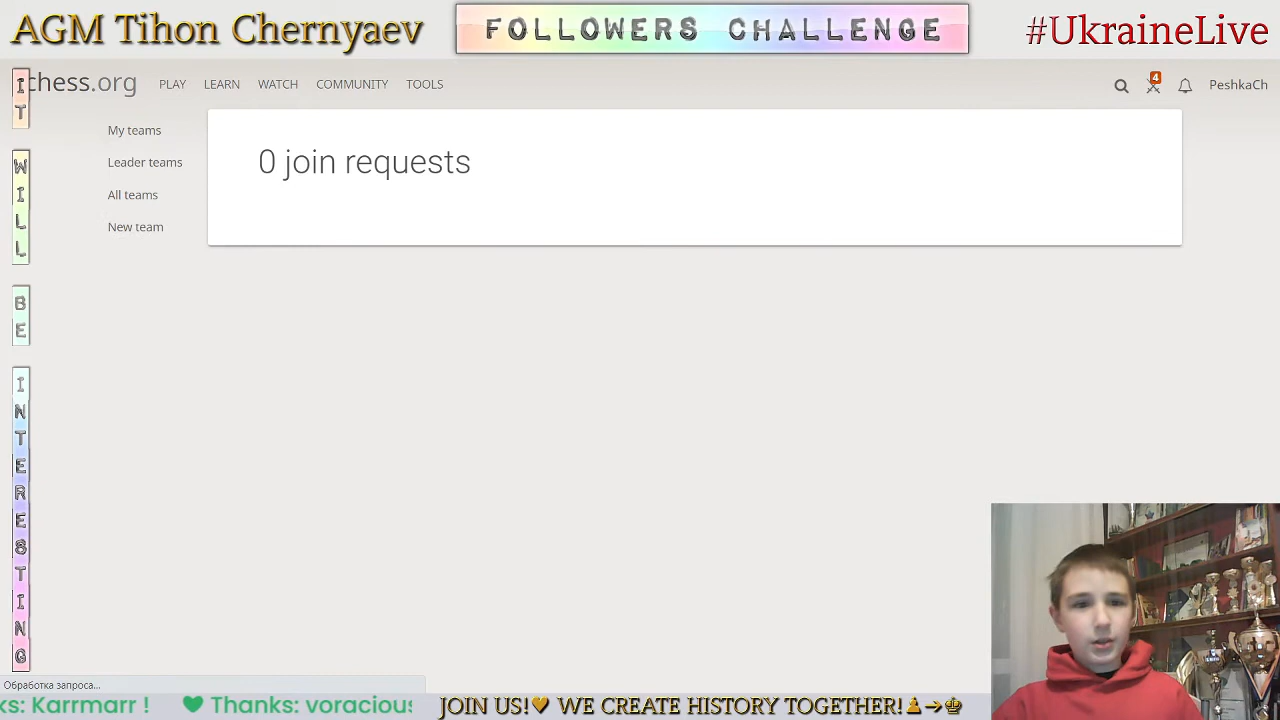 AGM Tihon Chernyaev
FOLLOWERS CHALLENGE
#UkraineLive
chess.org
PLAY
LEARN
WATCH
COMMUNITY
TOOLS
4
PeshkaCh
IT
WILL
BE
INTERESTING
My teams
Leader teams
All teams
New team
0 join requests
Обработка запроса...
ks: Karrmarr ! 💚 Thanks: voracious
JOIN US!♥ WE CREATE HISTORY TOGETHER!♟→♚